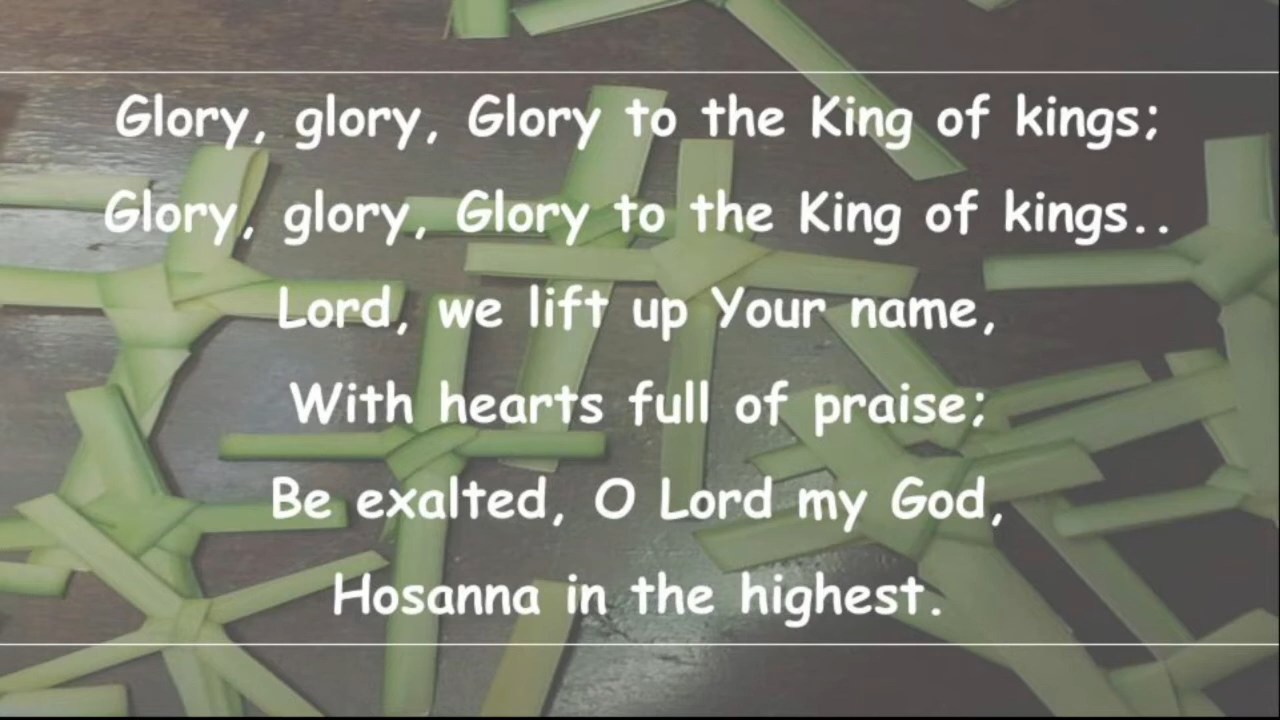 Glory, glory, Glory to the King of kings;
Glory, glory, Glory to the King of kings..
Lord, we lift up Your name,
With hearts full of praise;
Be exalted, O Lord my God,
Hosanna in the highest.